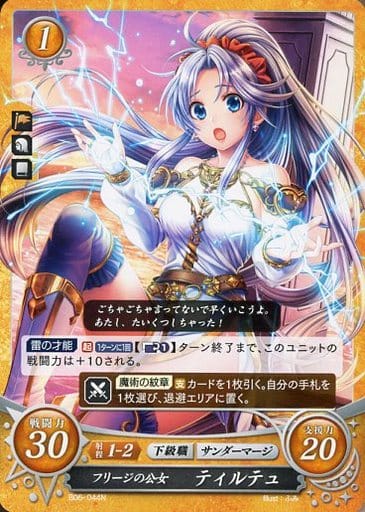 1
ごちゃごちゃ言ってないで早くいこうよ。
あたし、たいくつしちゃった!
雷の才能 起 1ターンに1回 [1]ターン終了まで、このユニットの
戦闘力は+10される。
魔術の紋章 支 カードを1枚引く。自分の手札を
1枚選び、退避エリアに置く。
戦闘力
30
射程 1-2
下級職
サンダーマージ
支援力
20
フリージの公女 ティルテュ
B06-044N
Illust:ふみ